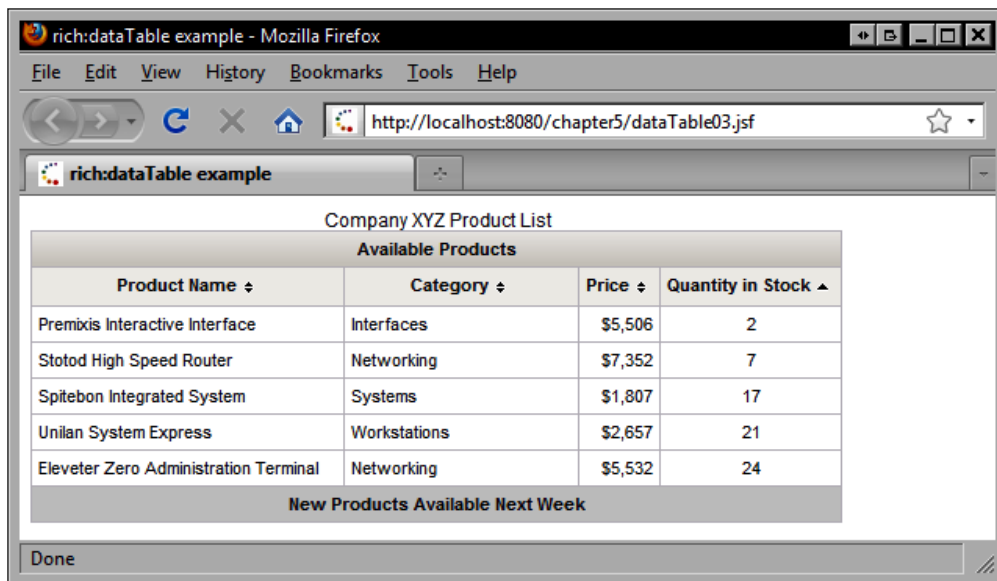 rich:dataTable example - Mozilla Firefox
File Edit View History Bookmarks Tools Help
http://localhost:8080/chapter5/dataTable03.jsf
rich:dataTable example
Company XYZ Product List
Available Products
Product Name Category Price Quantity in Stock
Premixis Interactive Interface Interfaces $5,506 2
Stotod High Speed Router Networking $7,352 7
Spitebon Integrated System Systems $1,807 17
Unilan System Express Workstations $2,657 21
Eleveter Zero Administration Terminal Networking $5,532 24
New Products Available Next Week
Done